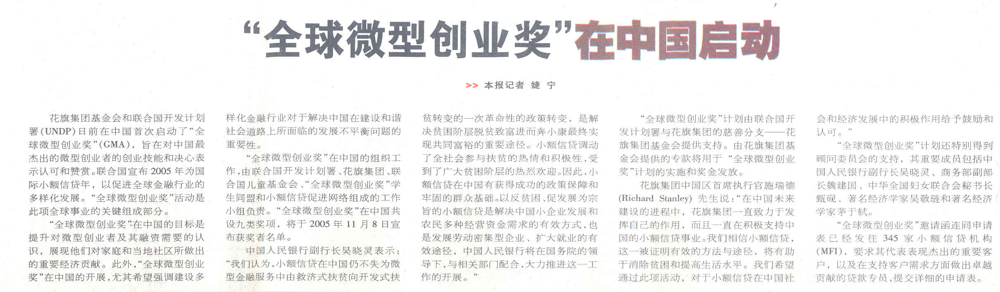 “全球微型创业奖”在中国启动
>> 本报记者 婕 宁
花旗集团基金会和联合国开发计划
署(UNDP)日前在中国首次启动了“全
球微型创业奖”(GMA)，旨在对中国最
杰出的微型创业者的创业技能和决心表
示认可和赞赏。联合国宣布 2005 年为国
际小额信贷年，以促进全球金融行业的
多样化发展。“全球微型创业奖”活动是
此项全球事业的关键组成部分。
“全球微型创业奖”在中国的目标是
提升对微型创业者及其融资需要的认
识，展现他们对家庭和当地社区所做出
的重要经济贡献。此外，“全球微型创业
奖”在中国的开展，尤其希望强调建设多
样化金融行业对于解决中国在建设和谐
社会道路上所面临的发展不平衡问题的
重要性。
“全球微型创业奖”在中国的组织工
作，由联合国开发计划署、花旗集团、联
合国儿童基金会、“全球微型创业奖”学
生同盟和小额信贷促进网络组成的工作
小组负责。“全球微型创业奖”在中国共
设九类奖项，将于 2005 年 11 月 8 日宣
布获奖者名单。
中国人民银行副行长吴晓灵表示：
“我们认为，小额信贷在中国仍不失为微
型金融服务中由救济式扶贫向开发式扶
贫转变的一次革命性的政策转变，是解
决贫困阶层脱贫致富进而奔小康最终实
现共同富裕的重要途径。小额信贷调动
了全社会参与扶贫的热情和积极性，受
到了广大贫困阶层的热烈欢迎。因此，小
额信贷在中国有获得成功的政策保障和
牢固的群众基础。以反贫困、促发展为宗
旨的小额信贷是解决中国小企业发展和
农民多种经营资金需求的有效方式，也
是发展劳动密集型企业、扩大就业的有
效途径，中国人民银行将在国务院的领
导下，与相关部门配合，大力推进这一工
作的开展。”
“全球微型创业奖”计划由联合国开
发计划署与花旗集团的慈善分支——花
旗集团基金会提供支持。由花旗集团基
金会提供的专款将用于 “全球微型创业
奖”计划的实施和奖金发放。
花旗集团中国区首席执行官施瑞德
(Richard Stanley) 先生说：“在中国未来
建设的进程中，花旗集团一直致力于发
挥自己的作用，而且一直在积极支持中
国的小额信贷事业。我们相信小额信贷，
这一被证明有效的方法与途径，将有助
于消除贫困和提高生活水平。我们希望
通过此项活动，对于小额信贷在中国社
会和经济发展中的积极作用给予鼓励和
认可。”
“全球微型创业奖”计划还特别得到
顾问委员会的支持，其重要成员包括中
国人民银行副行长吴晓灵、商务部副部
长魏建国、中华全国妇女联合会秘书长
甄砚、著名经济学家吴敬琏和著名经济
学家茅于轼。
“全球微型创业奖”邀请函连同申请
表已经发往 345 家小额信贷机构
(MFI)，要求其代表表现杰出的重要客
户，以及在支持客户需求方面做出卓越
贡献的贷款专员，提交详细的申请表。